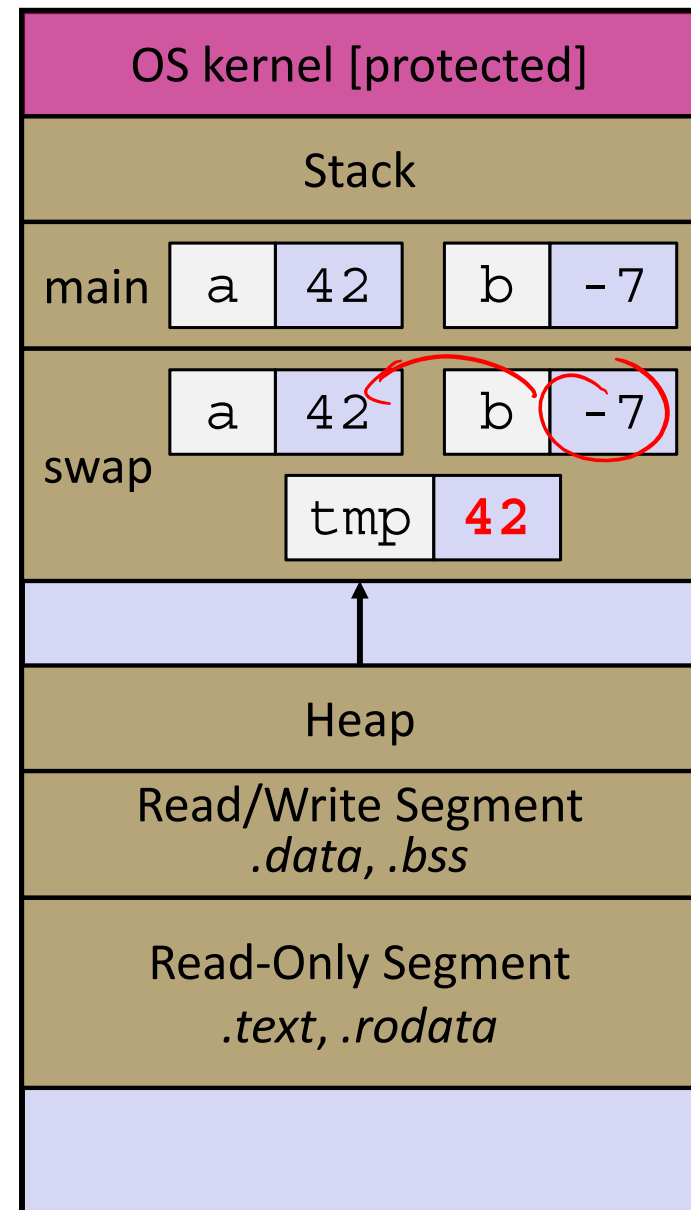 OS kernel [protected]
Stack
main a 42 b -7
swap
a 42 b -7
tmp 42
Heap
Read/Write Segment
.data, .bss
Read-Only Segment
.text, .rodata